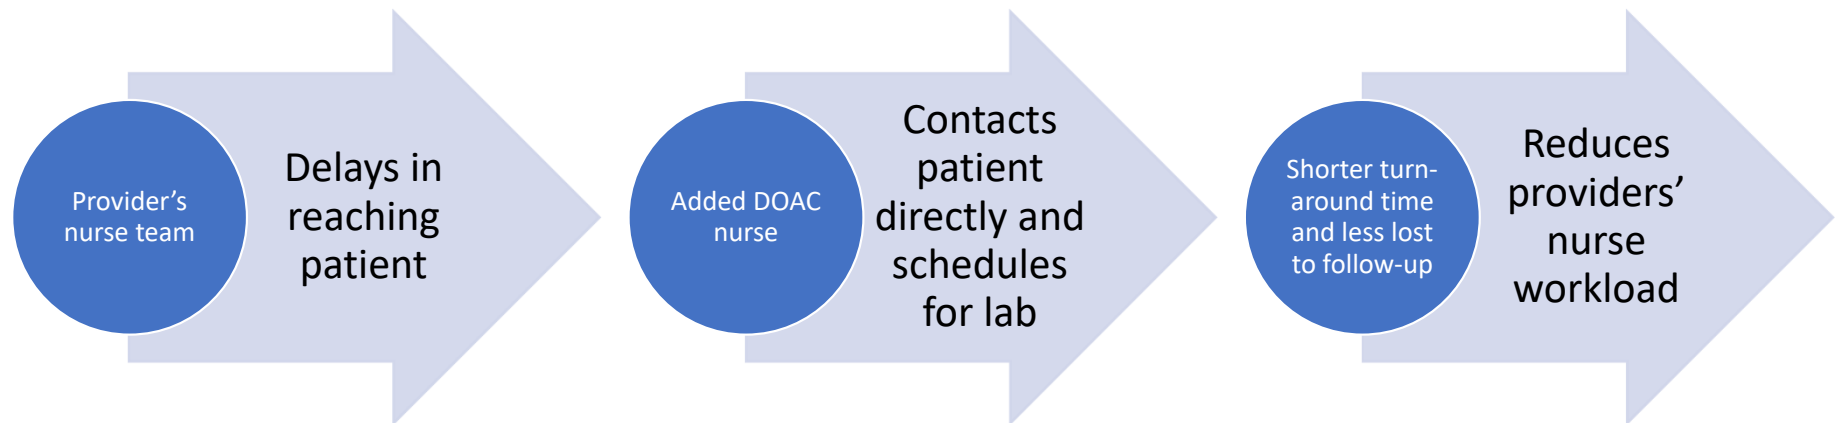 Provider’s
nurse team
Delays in
reaching
patient
Added DOAC
nurse
Contacts
patient
directly and
schedules
for lab
Shorter turn-
around time
and less lost
to follow-up
Reduces
providers’
nurse
workload